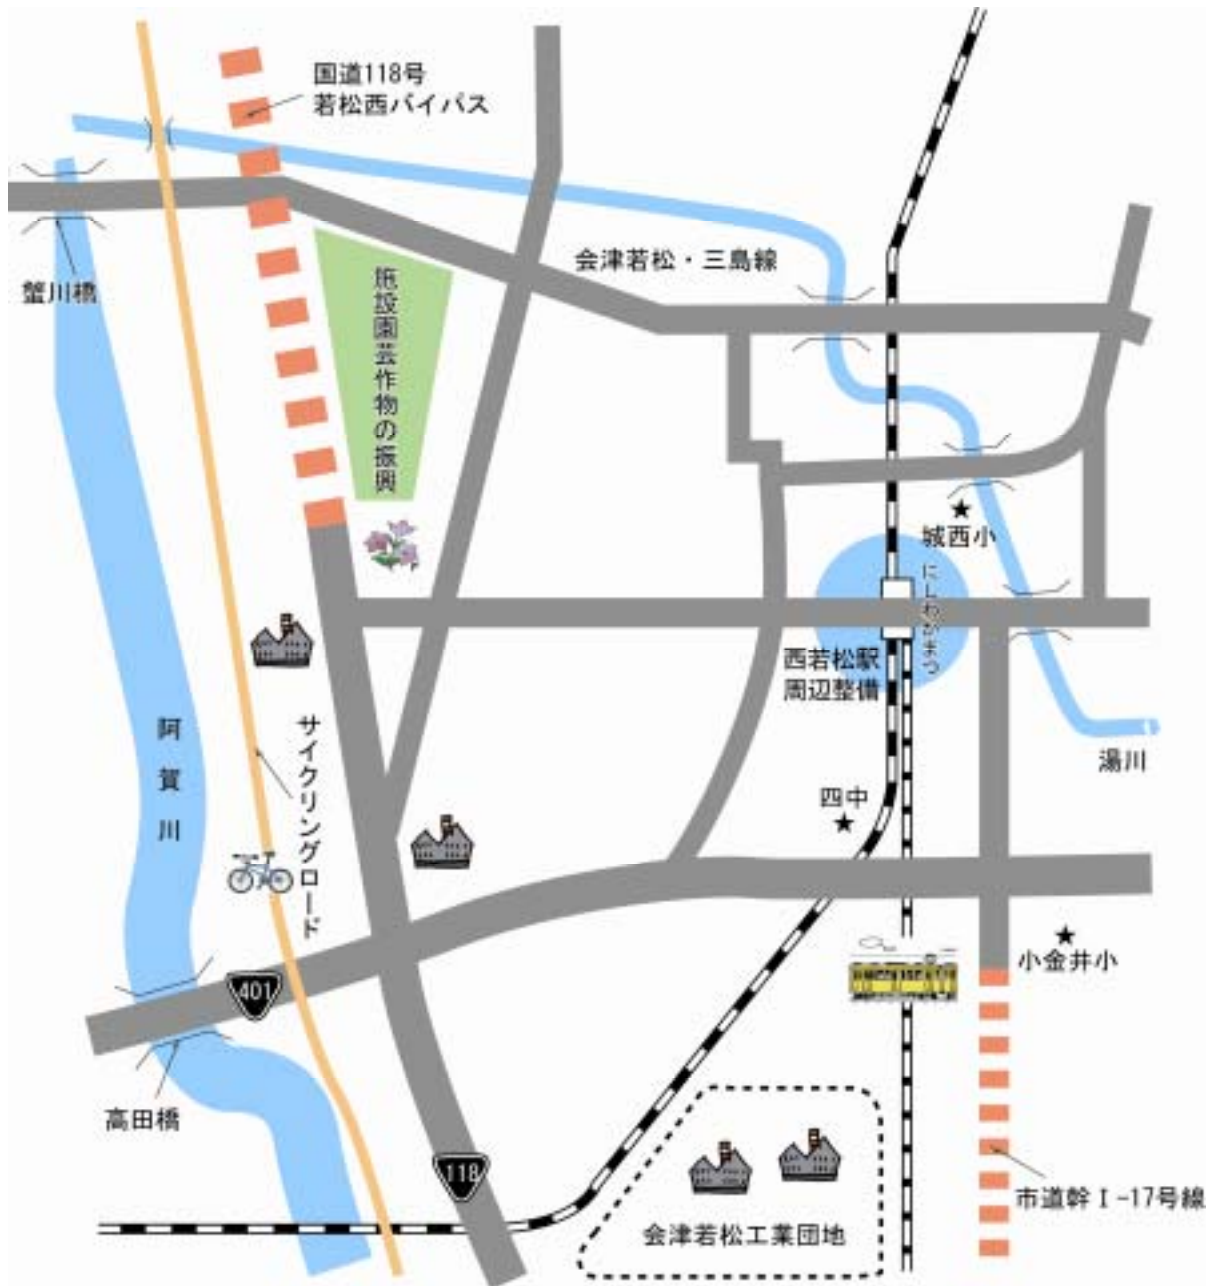 国道118号
若松西バイパス
会津若松・三島線
蟹川橋
施設園芸作物の振興
城西小
にしわかまつ
西若松駅
周辺整備
阿賀川
サイクリングロード
湯川
四中
401
小金井小
高田橋
118
市道幹Ⅰ-17号線
会津若松工業団地